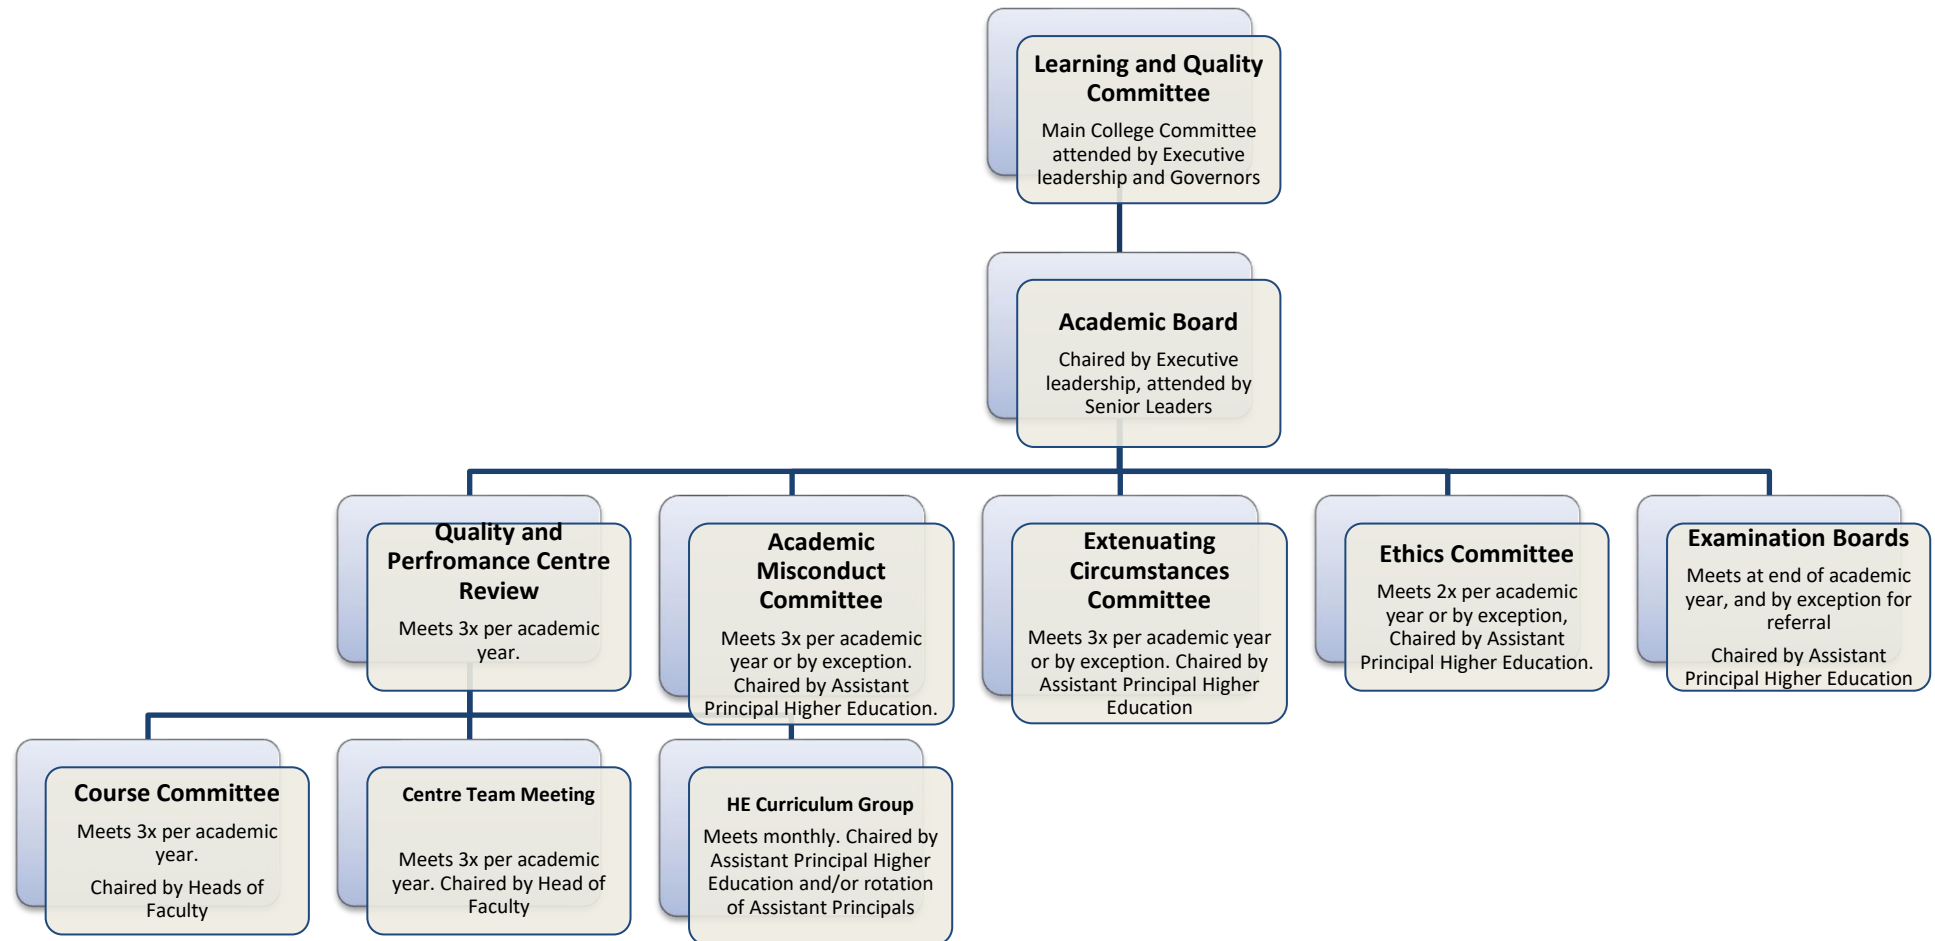 Learning and Quality
Committee
Main College Committee
attended by Executive
leadership and Governors
Academic Board
Chaired by Executive
leadership, attended by
Senior Leaders
Quality and
Perfromance Centre
Review
Meets 3x per academic
year.
Academic
Misconduct
Committee
Meets 3x per academic
year or by exception.
Chaired by Assistant
Principal Higher Education.
Extenuating
Circumstances
Committee
Meets 3x per academic year
or by exception. Chaired by
Assistant Principal Higher
Education
Ethics Committee
Meets 2x per academic
year or by exception,
Chaired by Assistant
Principal Higher Education.
Examination Boards
Meets at end of academic
year, and by exception for
referral
Chaired by Assistant
Principal Higher Education
Course Committee
Meets 3x per academic
year.
Chaired by Heads of
Faculty
Centre Team Meeting
Meets 3x per academic
year. Chaired by Head of
Faculty
HE Curriculum Group
Meets monthly. Chaired by
Assistant Principal Higher
Education and/or rotation
of Assistant Principals